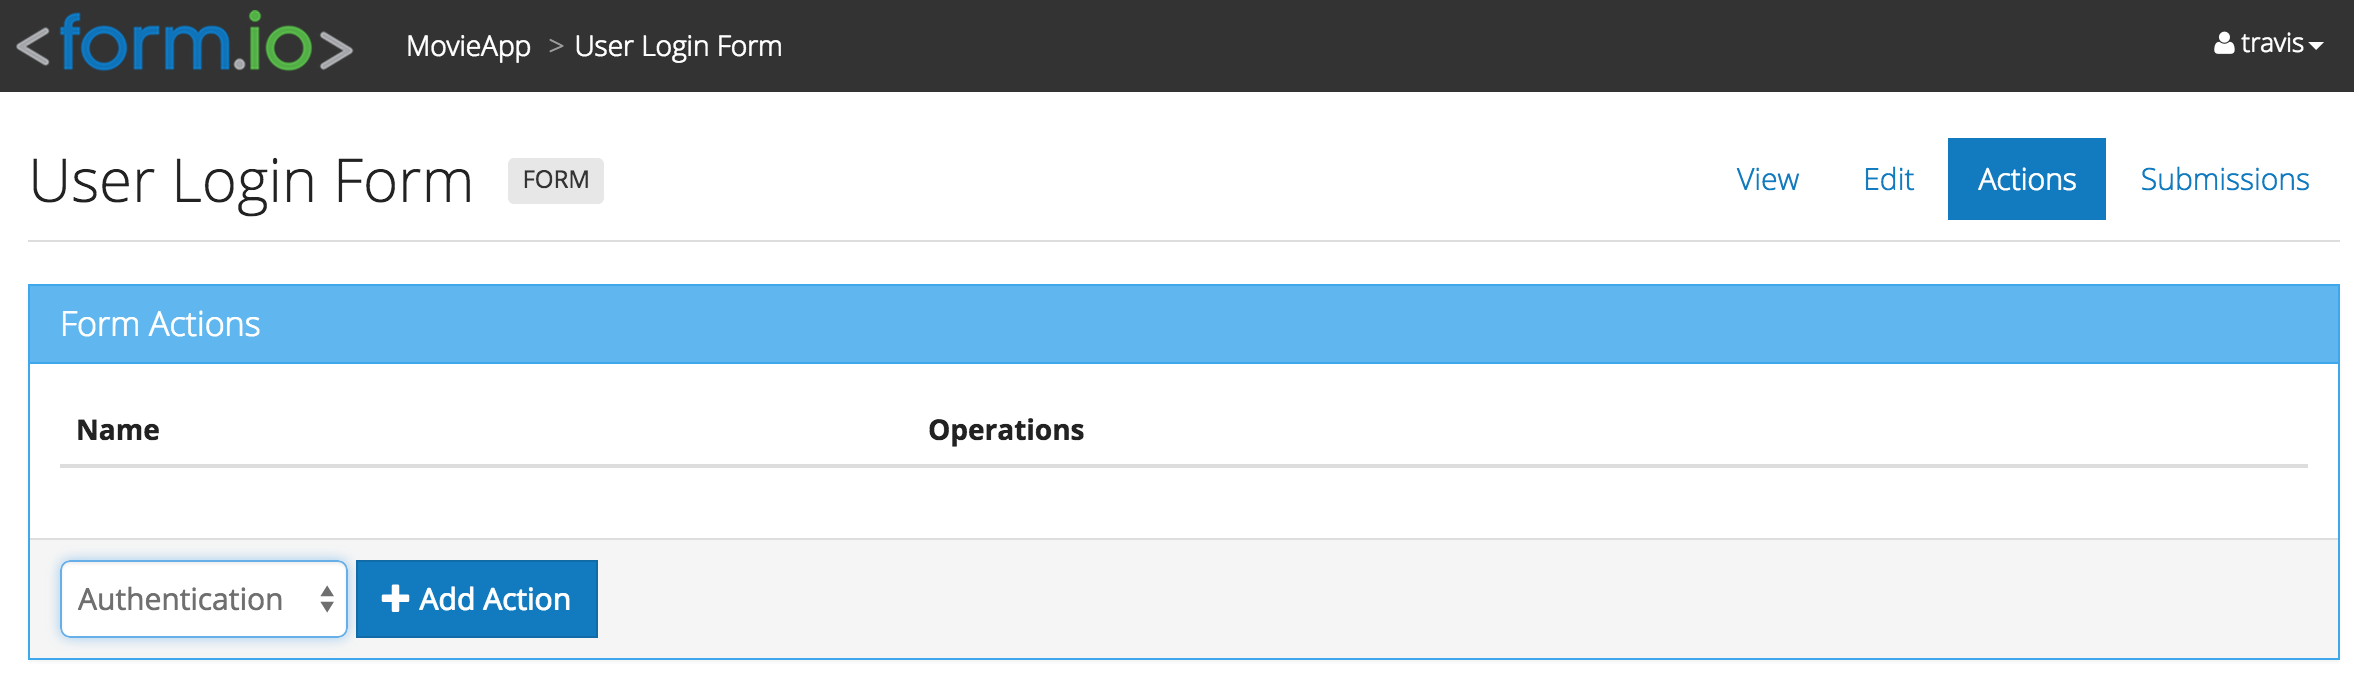 <form.io> MovieApp > User Login Form travis
User Login Form FORM View Edit Actions Submissions
Form Actions
Name Operations
Authentication Add Action